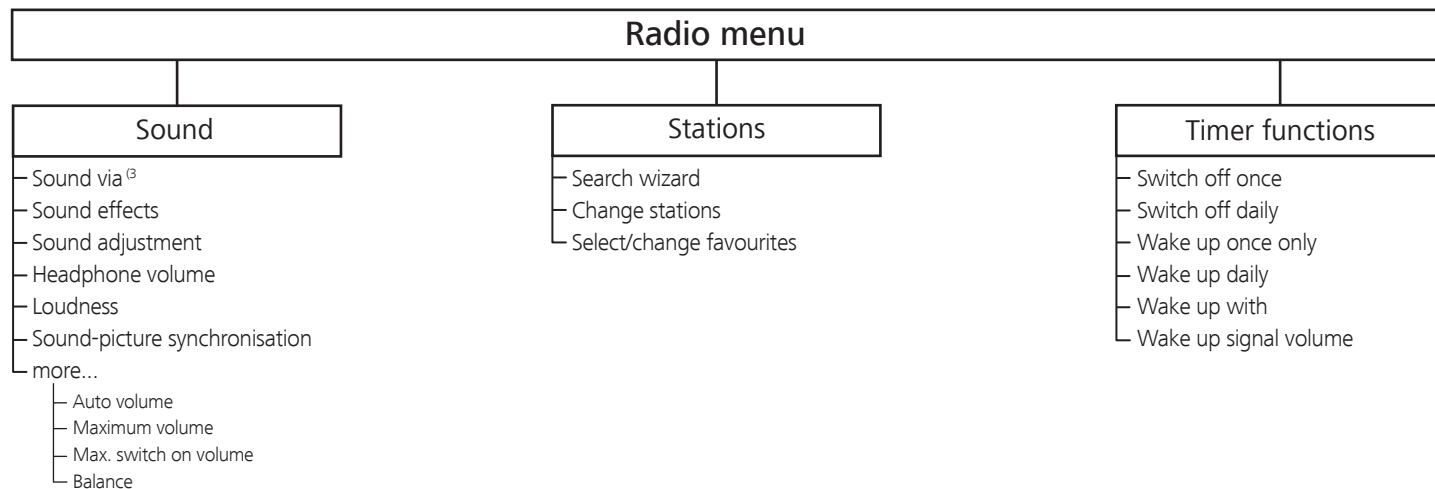 Radio menu
Sound
Sound via (3
Sound effects
Sound adjustment
Headphone volume
Loudness
Sound-picture synchronisation
more...
Auto volume
Maximum volume
Max. switch on volume
Balance
Stations
Search wizard
Change stations
Select/change favourites
Timer functions
Switch off once
Switch off daily
Wake up once only
Wake up daily
Wake up with
Wake up signal volume